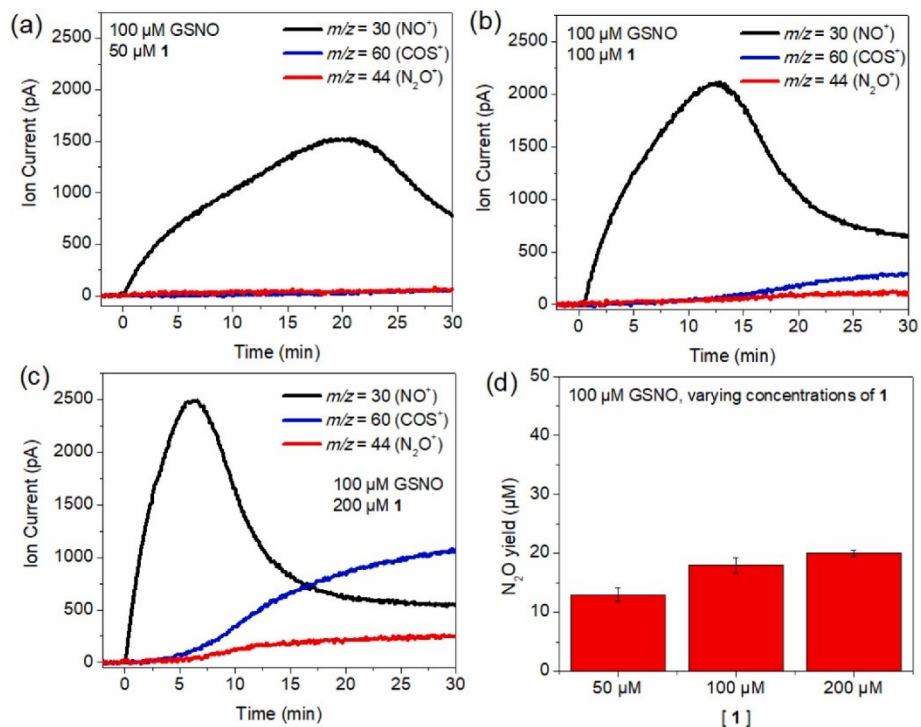 (a)
100 µM GSNO
50 µM 1
m/z = 30 (NO⁺)
m/z = 60 (COS⁺)
m/z = 44 (N₂O⁺)
Ion Current (pA)
2500
2000
1500
1000
500
0
0 5 10 15 20 25 30
Time (min)
(b)
100 µM GSNO
100 µM 1
m/z = 30 (NO⁺)
m/z = 60 (COS⁺)
m/z = 44 (N₂O⁺)
Ion Current (pA)
2500
2000
1500
1000
500
0
0 5 10 15 20 25 30
Time (min)
(c)
m/z = 30 (NO⁺)
m/z = 60 (COS⁺)
m/z = 44 (N₂O⁺)
100 µM GSNO
200 µM 1
Ion Current (pA)
2500
2000
1500
1000
500
0
0 5 10 15 20 25 30
Time (min)
(d)
100 µM GSNO, varying concentrations of 1
N₂O yield (µM)
50
40
30
20
10
0
50 µM 100 µM 200 µM
[ 1 ]